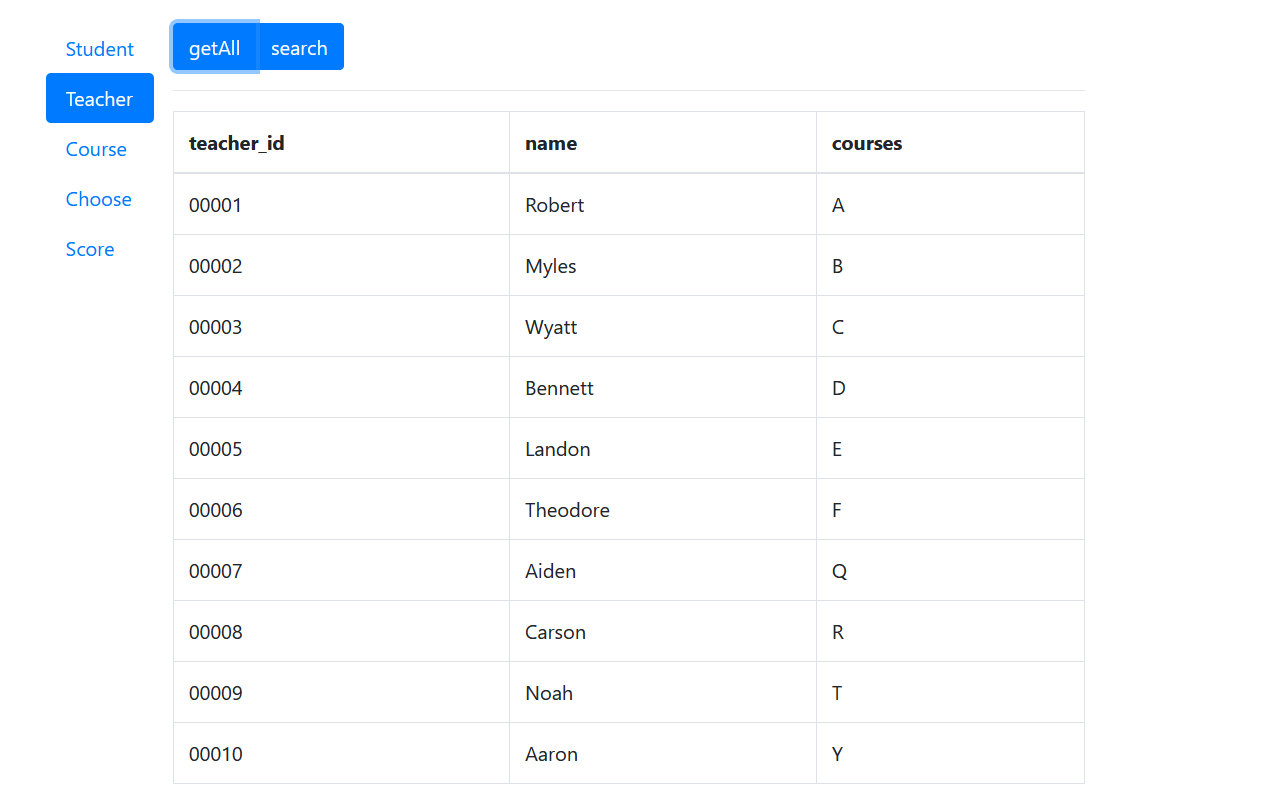 Student
Teacher
Course
Choose
Score
getAll search
teacher_id name courses
00001 Robert A
00002 Myles B
00003 Wyatt C
00004 Bennett D
00005 Landon E
00006 Theodore F
00007 Aiden Q
00008 Carson R
00009 Noah T
00010 Aaron Y